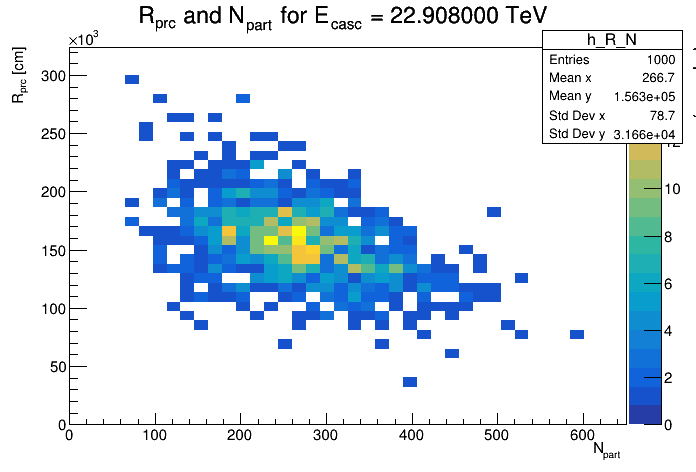 R_prc and N_part for E_casc = 22.908000 TeV
×10³
R_prc [cm]
h_R_N
Entries 1000
Mean x 266.7
Mean y 1.563e+05
Std Dev x 78.7
Std Dev y 3.166e+04
300
250
200
150
100
50
0
0 100 200 300 400 500 600
N_part
12
10
8
6
4
2
0